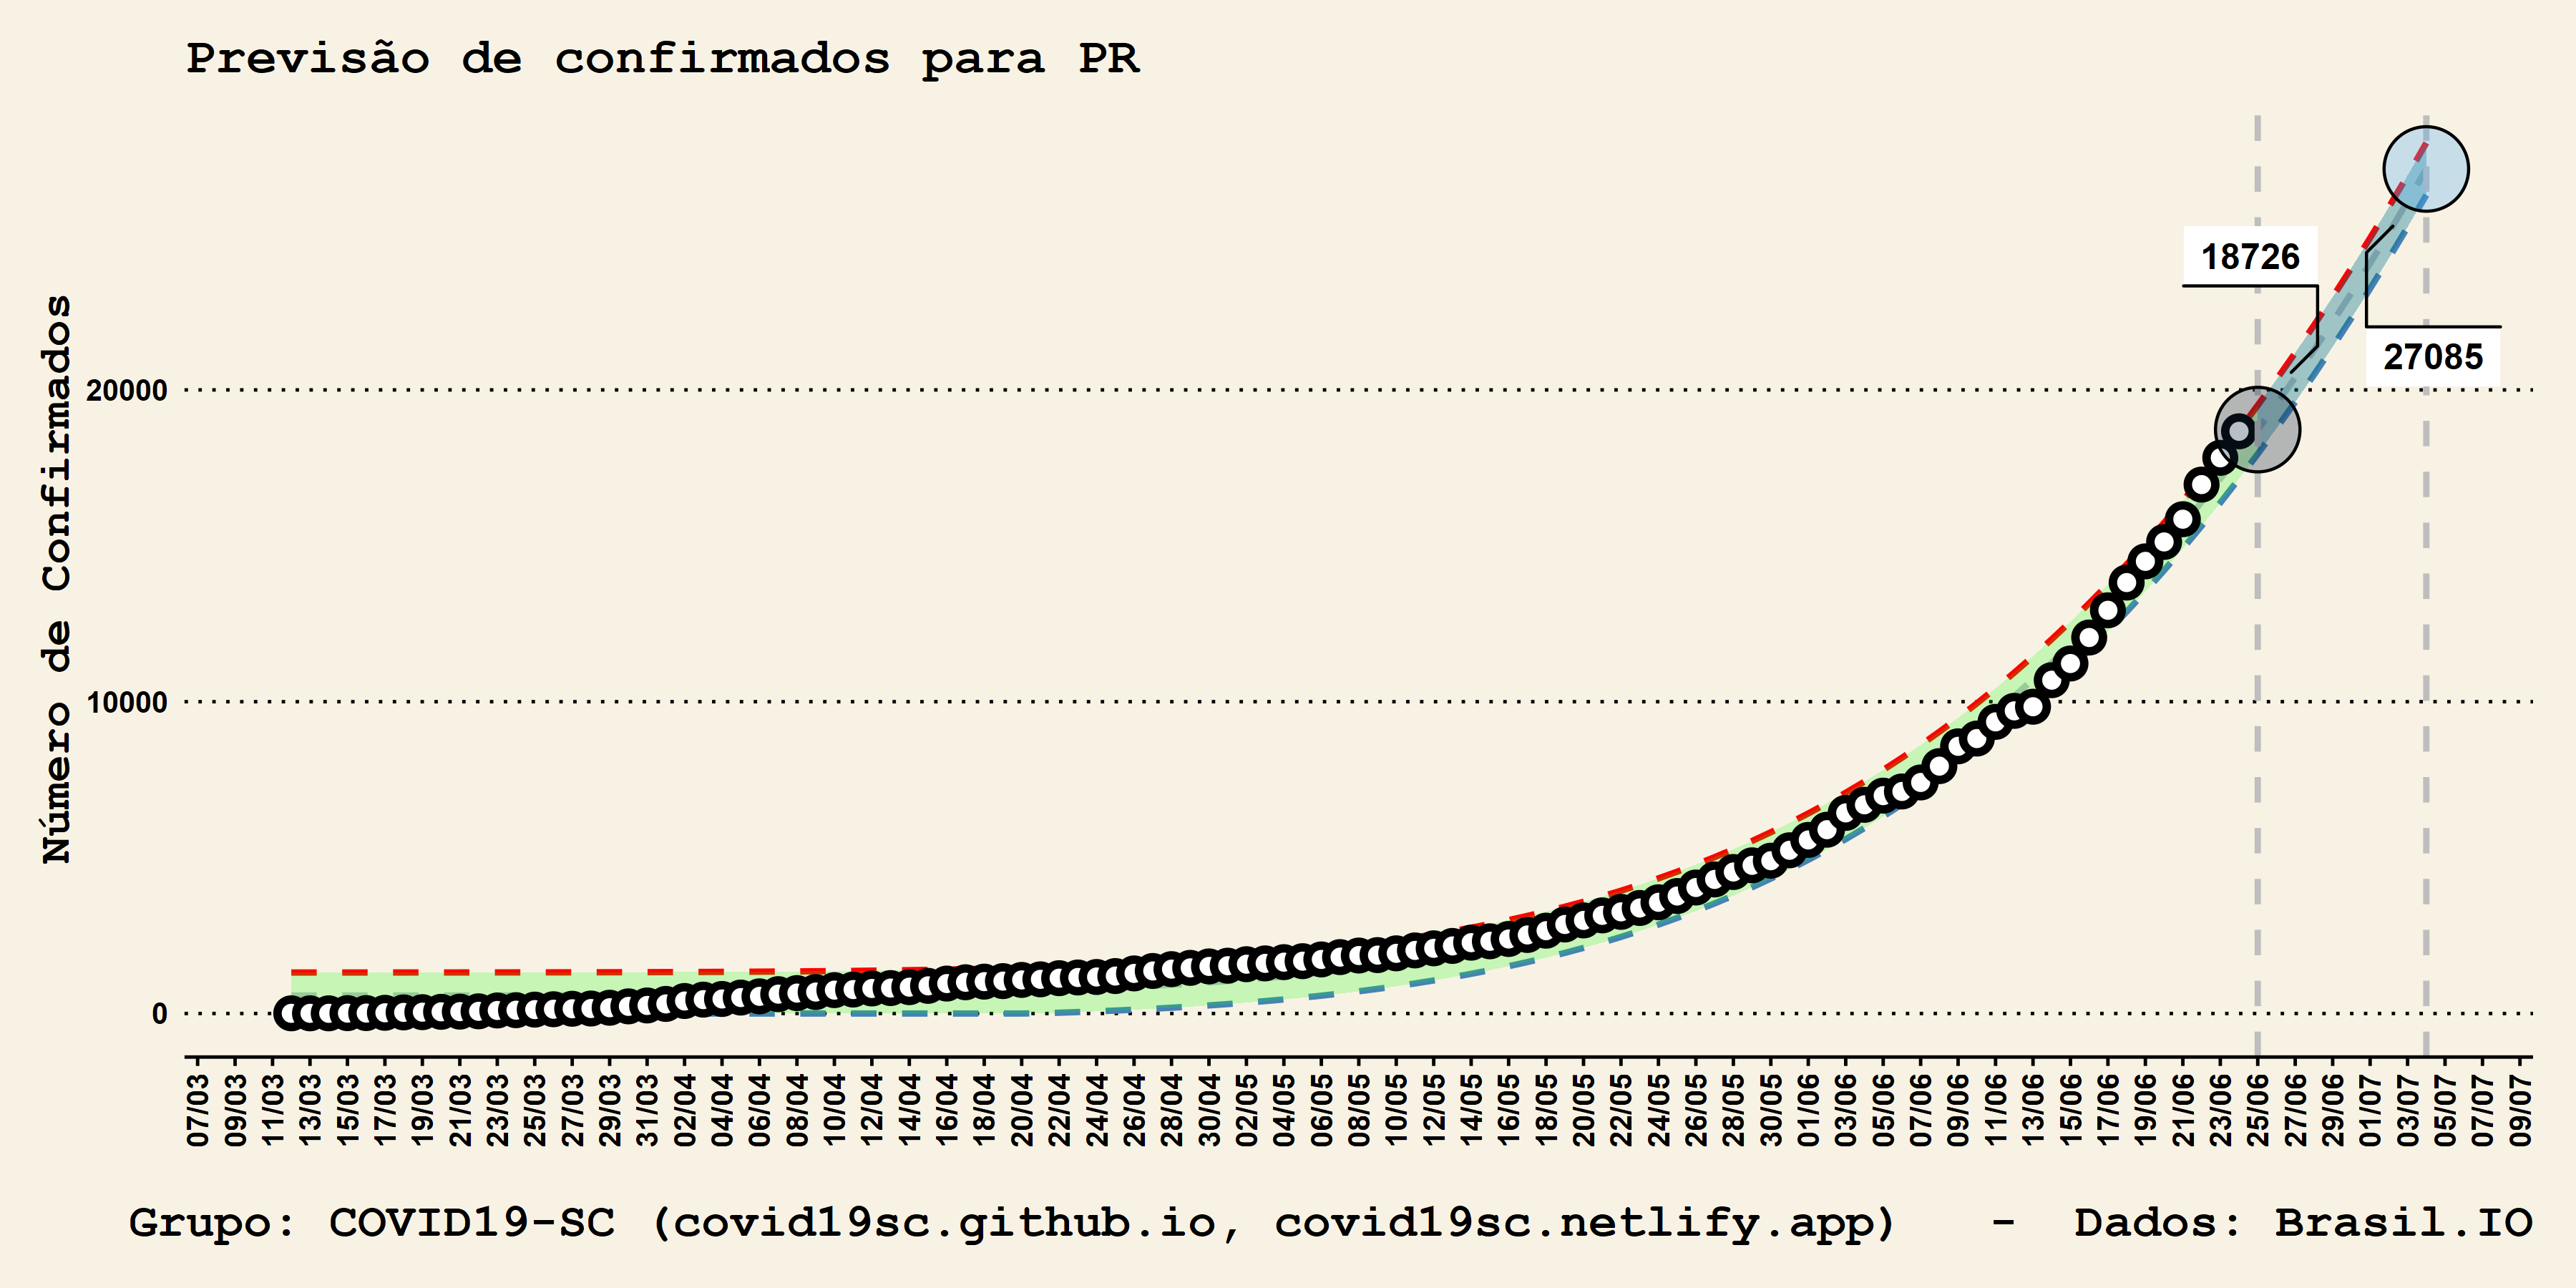 Previsão de confirmados para PR
Número de Confirmados
18726
27085
20000
10000
0
07/03 09/03 11/03 13/03 15/03 17/03 19/03 21/03 23/03 25/03 27/03 29/03 31/03 02/04 04/04 06/04 08/04 10/04 12/04 14/04 16/04 18/04 20/04 22/04 24/04 26/04 28/04 30/04 02/05 04/05 06/05 08/05 10/05 12/05 14/05 16/05 18/05 20/05 22/05 24/05 26/05 28/05 30/05 01/06 03/06 05/06 07/06 09/06 11/06 13/06 15/06 17/06 19/06 21/06 23/06 25/06 27/06 29/06 01/07 03/07 05/07 07/07 09/07
Grupo: COVID19-SC (covid19sc.github.io, covid19sc.netlify.app) - Dados: Brasil.IO